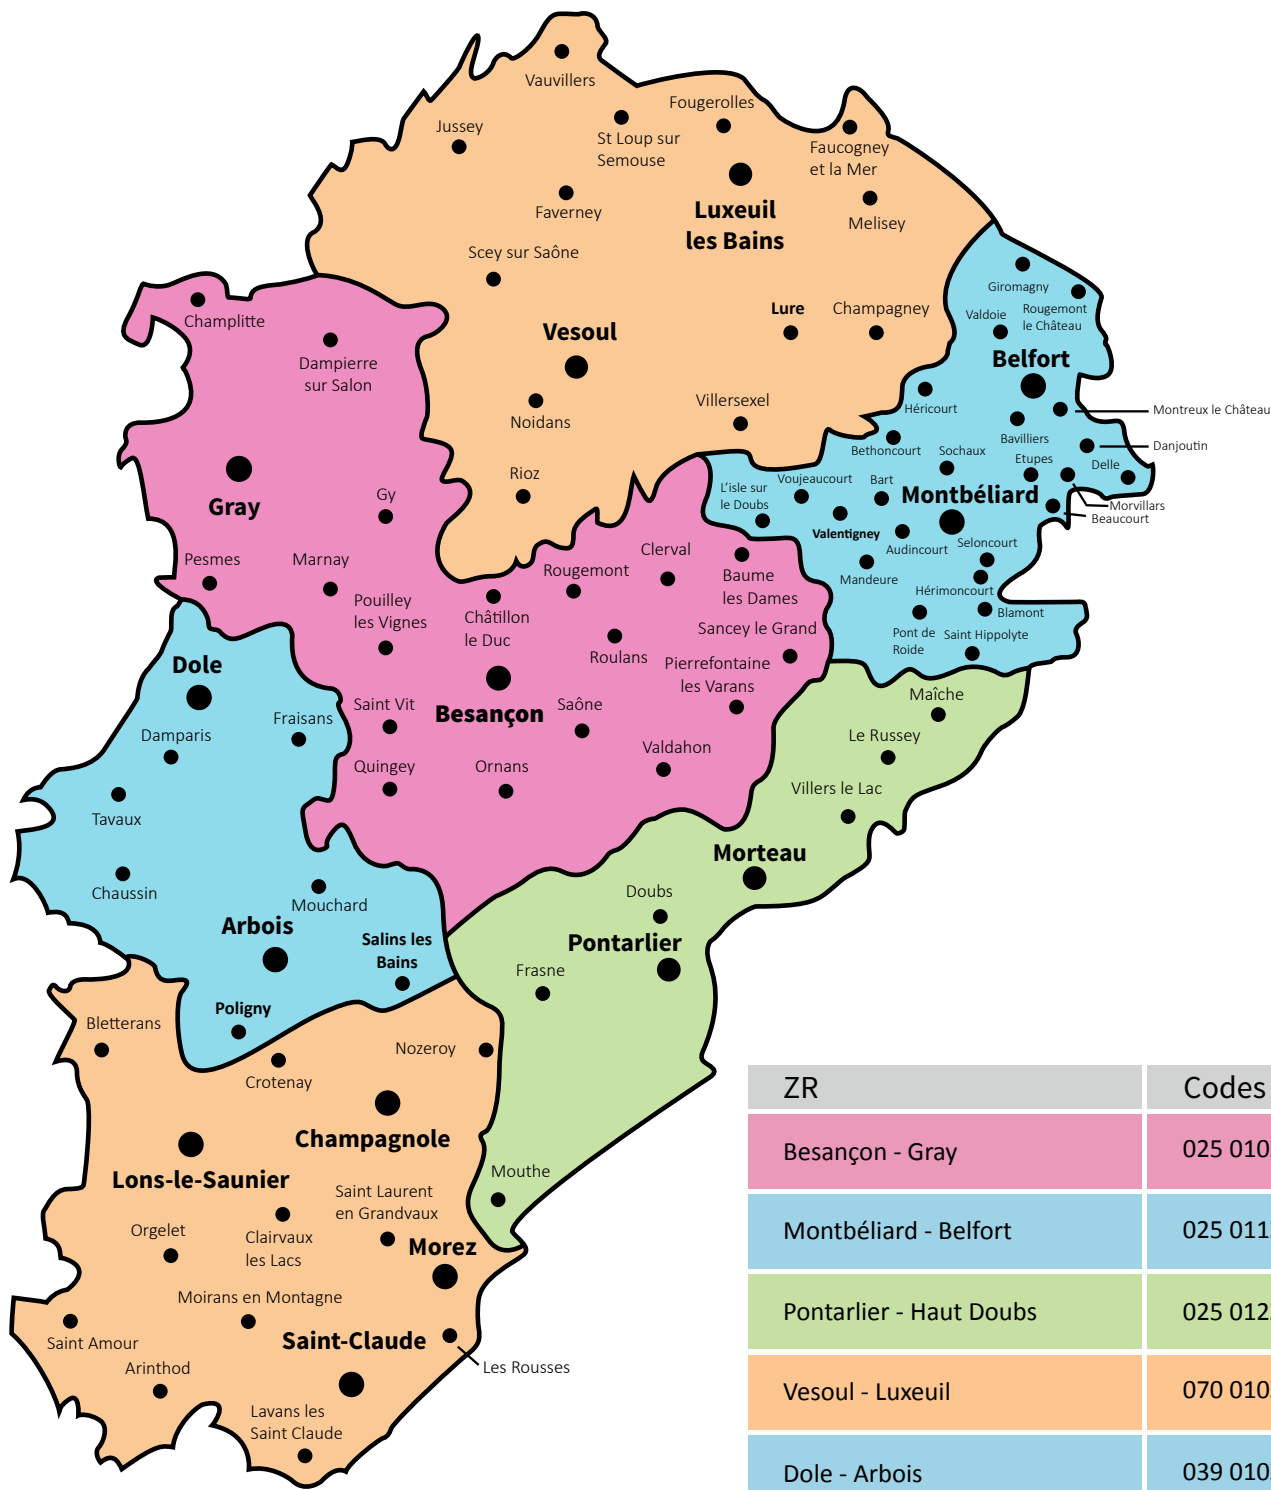 Vauvillers
Fougerolles
Jussey
St Loup sur
Semouse
Faucogney
et la Mer
Luxeuil
les Bains
Faverney
Melisey
Scey sur Saône
Vesoul
Lure
Champagney
Noidans
Villersexel
Rioz
Champlitte
Dampierre
sur Salon
Gray
Gy
Pesmes
Marnay
Pouilley
les Vignes
Châtillon
le Duc
Rougemont
Clerval
Baume
les Dames
Sancey le Grand
Roulans
Pierrefontaine
les Varans
Saint Vit
Besançon
Saône
Valdahon
Quingey
Ornans
Giromagny
Rougemont
le Château
Valdoie
Belfort
Héricourt
Montreux le Château
Bavilliers
Danjoutin
Bethoncourt
Sochaux
Etupes
Delle
L'isle sur
le Doubs
Voujeaucourt
Bart
Montbéliard
Morvillars
Beaucourt
Valentigney
Audincourt
Seloncourt
Mandeure
Hérimoncourt
Blamont
Pont de
Roide
Saint Hippolyte
Dole
Damparis
Fraisans
Tavaux
Chaussin
Mouchard
Arbois
Salins les
Bains
Poligny
Maîche
Le Russey
Villers le Lac
Morteau
Doubs
Pontarlier
Frasne
Mouthe
Bletterans
Nozeroy
Crotenay
Champagnole
Lons-le-Saunier
Saint Laurent
en Grandvaux
Orgelet
Clairvaux
les Lacs
Morez
Moirans en Montagne
Saint Amour
Saint-Claude
Les Rousses
Arinthod
Lavans les
Saint Claude
ZR Codes
Besançon - Gray 025 010
Montbéliard - Belfort 025 011
Pontarlier - Haut Doubs 025 012
Vesoul - Luxeuil 070 010
Dole - Arbois 039 010